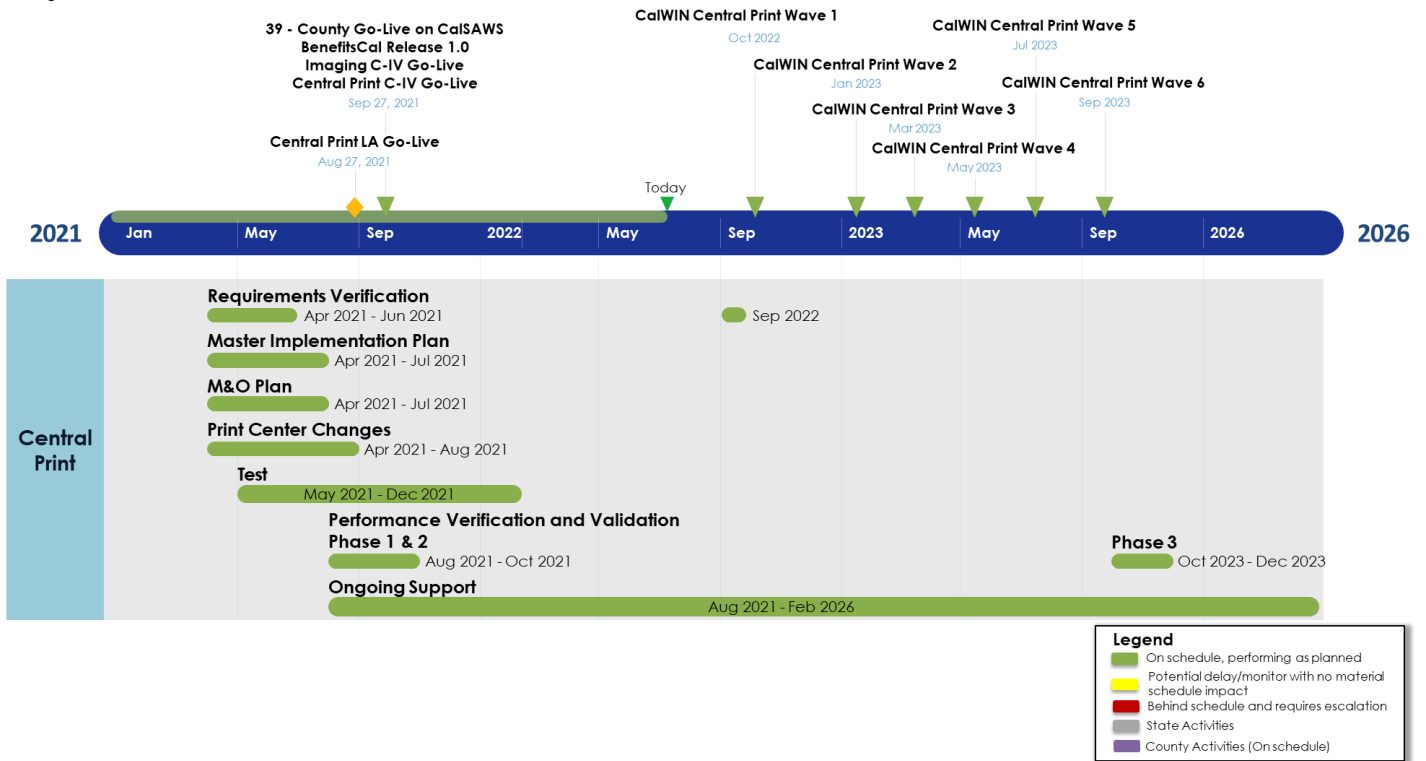 39 - County Go-Live on CalSAWS
BenefitsCal Release 1.0
Imaging C-IV Go-Live
Central Print C-IV Go-Live
Sep 27, 2021
Central Print LA Go-Live
Aug 27, 2021
CalWIN Central Print Wave 1
Oct 2022
CalWIN Central Print Wave 2
Jan 2023
CalWIN Central Print Wave 3
Mar 2023
CalWIN Central Print Wave 4
May 2023
CalWIN Central Print Wave 5
Jul 2023
CalWIN Central Print Wave 6
Sep 2023
Today
2021 Jan May Sep 2022 May Sep 2023 May Sep 2026 2026
Central
Print
Requirements Verification
Apr 2021 - Jun 2021 Sep 2022
Master Implementation Plan
Apr 2021 - Jul 2021
M&O Plan
Apr 2021 - Jul 2021
Print Center Changes
Apr 2021 - Aug 2021
Test
May 2021 - Dec 2021
Performance Verification and Validation
Phase 1 & 2 Phase 3
Aug 2021 - Oct 2021 Oct 2023 - Dec 2023
Ongoing Support
Aug 2021 - Feb 2026
Legend
On schedule, performing as planned
Potential delay/monitor with no material
schedule impact
Behind schedule and requires escalation
State Activities
County Activities (On schedule)